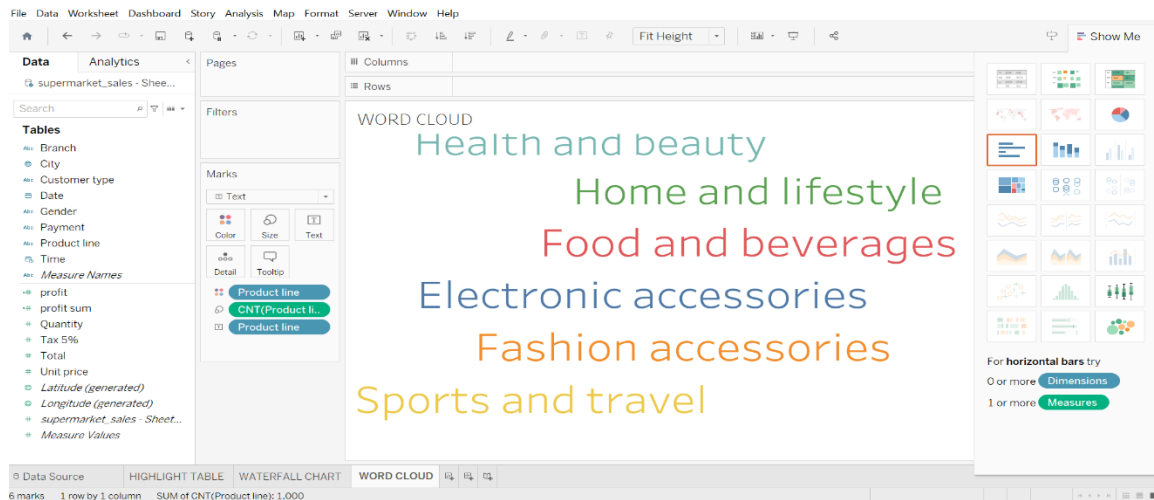 File Data Worksheet Dashboard Story Analysis Map Format Server Window Help
Fit Height
Show Me
Data Analytics
supermarket_sales - Shee...
Search
Tables
Abc Branch
City
Abc Customer type
Date
Abc Gender
Abc Payment
Abc Product line
Time
Abc Measure Names
profit
profit sum
# Quantity
# Tax 5%
# Total
# Unit price
Latitude (generated)
Longitude (generated)
# supermarket_sales - Sheet...
# Measure Values
Pages
Filters
Marks
Text
Color Size Text
Detail Tooltip
Product line
CNT(Product li..
Product line
Columns
Rows
WORD CLOUD
Health and beauty
Home and lifestyle
Food and beverages
Electronic accessories
Fashion accessories
Sports and travel
For horizontal bars try
0 or more Dimensions
1 or more Measures
Data Source HIGHLIGHT TABLE WATERFALL CHART WORD CLOUD
6 marks 1 row by 1 column SUM of CNT(Product line): 1,000